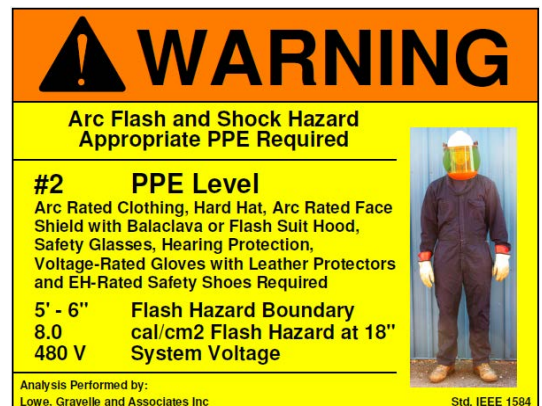 WARNING
Arc Flash and Shock Hazard
Appropriate PPE Required
#2 PPE Level
Arc Rated Clothing, Hard Hat, Arc Rated Face
Shield with Balaclava or Flash Suit Hood,
Safety Glasses, Hearing Protection,
Voltage-Rated Gloves with Leather Protectors
and EH-Rated Safety Shoes Required
5' - 6" Flash Hazard Boundary
8.0 cal/cm2 Flash Hazard at 18"
480 V System Voltage
Analysis Performed by:
Lowe, Gravelle and Associates Inc Std. IEEE 1584